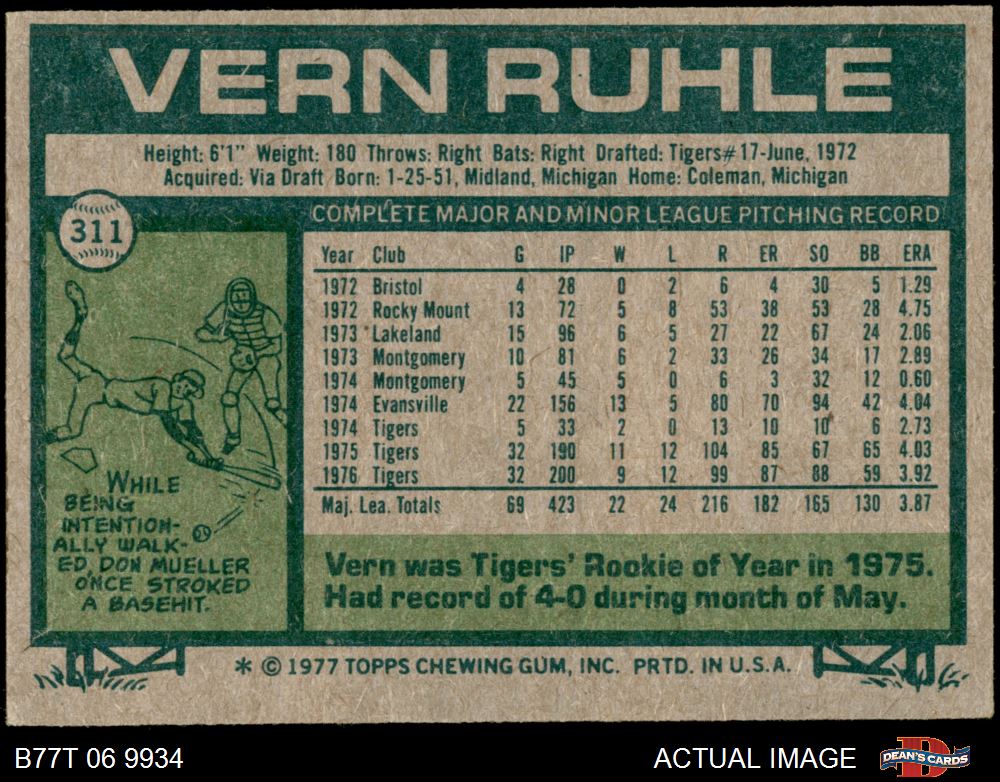 VERN RUHLE
Height: 6'1" Weight: 180 Throws: Right Bats: Right Drafted: Tigers#17-June, 1972
Acquired: Via Draft Born: 1-25-51, Midland, Michigan Home: Coleman, Michigan
311
COMPLETE MAJOR AND MINOR LEAGUE PITCHING RECORD
Year Club G IP W L R ER SO BB ERA
1972 Bristol 4 28 0 2 6 4 30 5 1.29
1972 Rocky Mount 13 72 5 8 53 38 53 28 4.75
1973 Lakeland 15 96 6 5 27 22 67 24 2.06
1973 Montgomery 10 81 6 2 33 26 34 17 2.89
1974 Montgomery 5 45 5 0 6 3 32 12 0.60
1974 Evansville 22 156 13 5 80 70 94 42 4.04
1974 Tigers 5 33 2 0 13 10 10 6 2.73
1975 Tigers 32 190 11 12 104 85 67 65 4.03
1976 Tigers 32 200 9 12 99 87 88 59 3.92
Maj. Lea. Totals 69 423 22 24 216 182 165 130 3.87
WHILE
BEING
INTENTION-
ALLY WALK-
ED, DON MUELLER
ONCE STROKED
A BASEHIT.
Vern was Tigers' Rookie of Year in 1975.
Had record of 4-0 during month of May.
* © 1977 TOPPS CHEWING GUM, INC. PRTD. IN U.S.A.
B77T 06 9934
ACTUAL IMAGE
DEAN'S CARDS